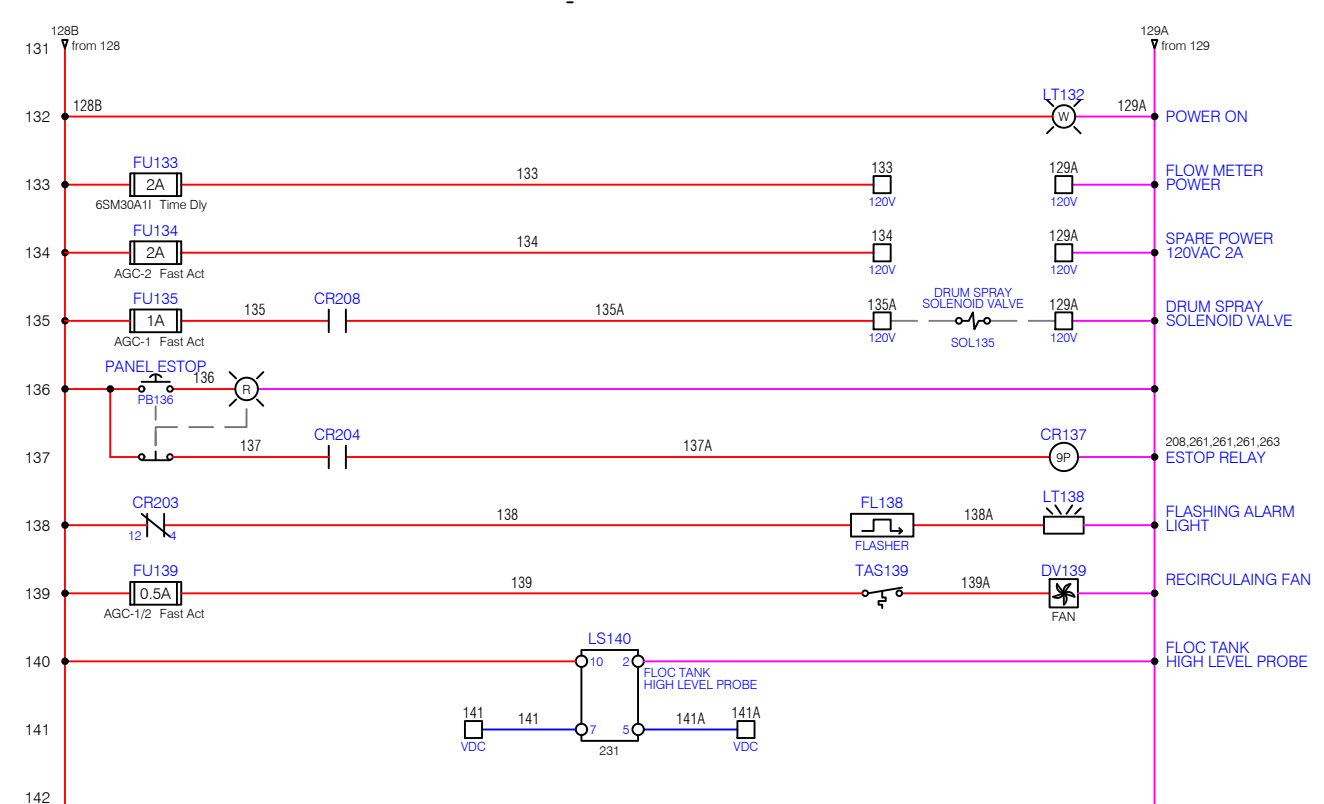 128B
131 from 128
129A
from 129
132 128B LT132 W 129A POWER ON
FU133
133 2A 133 133 129A FLOW METER
POWER
6SM30A1I Time Dly 120V 120V
FU134
134 2A 134 134 129A SPARE POWER
120VAC 2A
AGC-2 Fast Act 120V 120V
FU135 CR208
135 1A 135 135A 135A DRUM SPRAY
SOLENOID VALVE
129A DRUM SPRAY
SOLENOID VALVE
AGC-1 Fast Act 120V SOL135 120V
PANEL ESTOP
136 136 R
PB136
CR204 CR137
137 137 137A 9P 208,261,261,261,263
ESTOP RELAY
CR203 FL138 LT138
138 138 138A FLASHING ALARM
LIGHT
12 4 FLASHER
FU139 TAS139 DV139
139 0.5A 139 139A RECIRCULAING FAN
AGC-1/2 Fast Act FAN
LS140
140 10 2 FLOC TANK
HIGH LEVEL PROBE
FLOC TANK
HIGH LEVEL PROBE
141 141 141 7 5 141A 141A
VDC 231 VDC
142